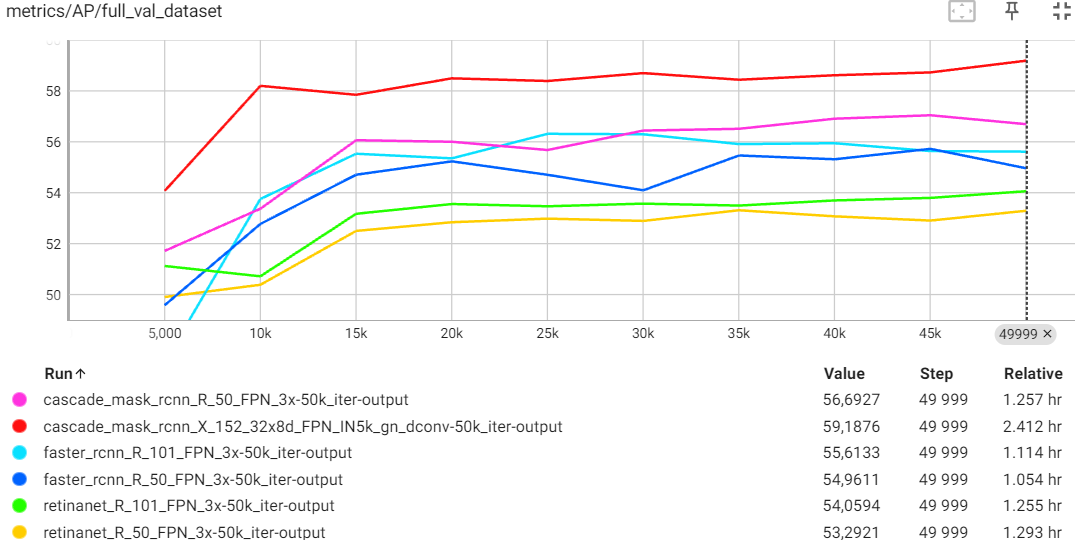 metrics/AP/full_val_dataset
58
56
54
52
50
5,000 10k 15k 20k 25k 30k 35k 40k 45k 49999 ×
Run↑ Value Step Relative
cascade_mask_rcnn_R_50_FPN_3x-50k_iter-output 56,6927 49 999 1.257 hr
cascade_mask_rcnn_X_152_32x8d_FPN_IN5k_gn_dconv-50k_iter-output 59,1876 49 999 2.412 hr
faster_rcnn_R_101_FPN_3x-50k_iter-output 55,6133 49 999 1.114 hr
faster_rcnn_R_50_FPN_3x-50k_iter-output 54,9611 49 999 1.054 hr
retinanet_R_101_FPN_3x-50k_iter-output 54,0594 49 999 1.255 hr
retinanet_R_50_FPN_3x-50k_iter-output 53,2921 49 999 1.293 hr